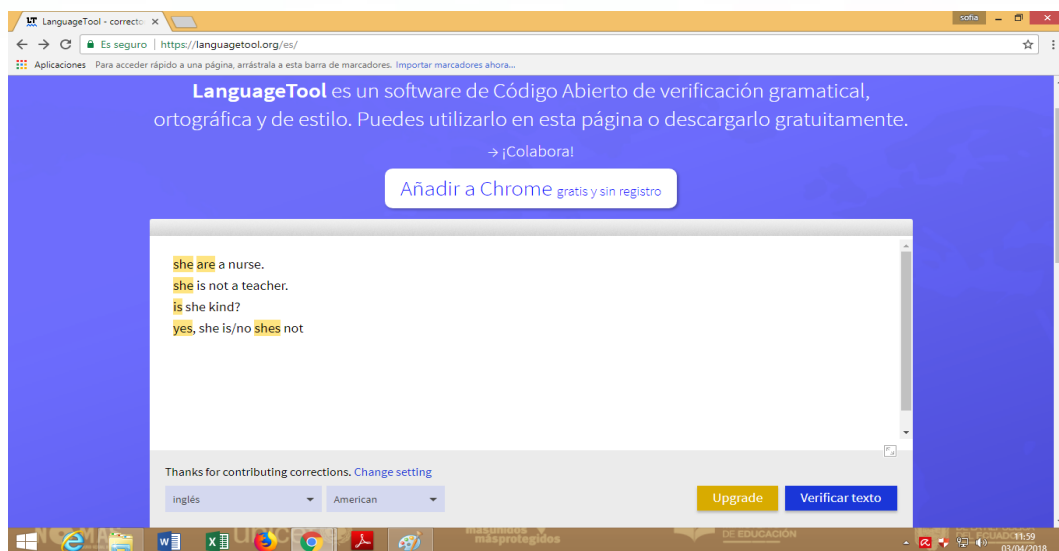 LanguageTool - correcto
sofia
Es seguro https://languagetool.org/es/
Aplicaciones Para acceder rápido a una página, arrástrala a esta barra de marcadores. Importar marcadores ahora...
LanguageTool es un software de Código Abierto de verificación gramatical,
ortográfica y de estilo. Puedes utilizarlo en esta página o descargarlo gratuitamente.
→ ¡Colabora!
Añadir a Chrome gratis y sin registro
she are a nurse.
she is not a teacher.
is she kind?
yes, she is/no shes not
Thanks for contributing corrections. Change setting
inglés American Upgrade Verificar texto
másprotegidos
DE EDUCACIÓN
11:59
03/04/2018